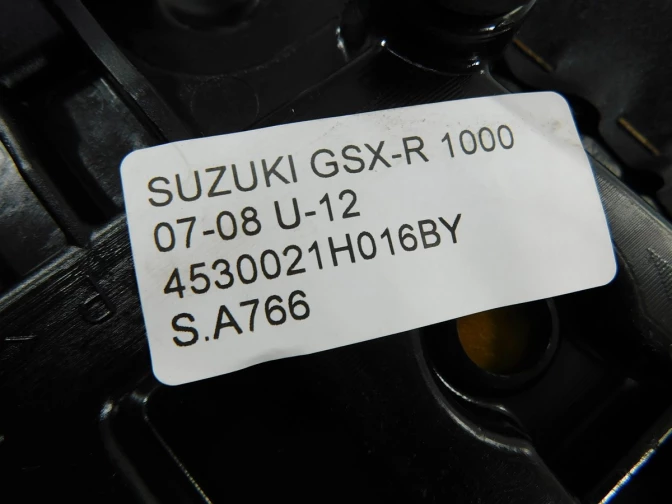 SUZUKI GSX-R 1000
07-08 U-12
4530021H016BY
S.A766